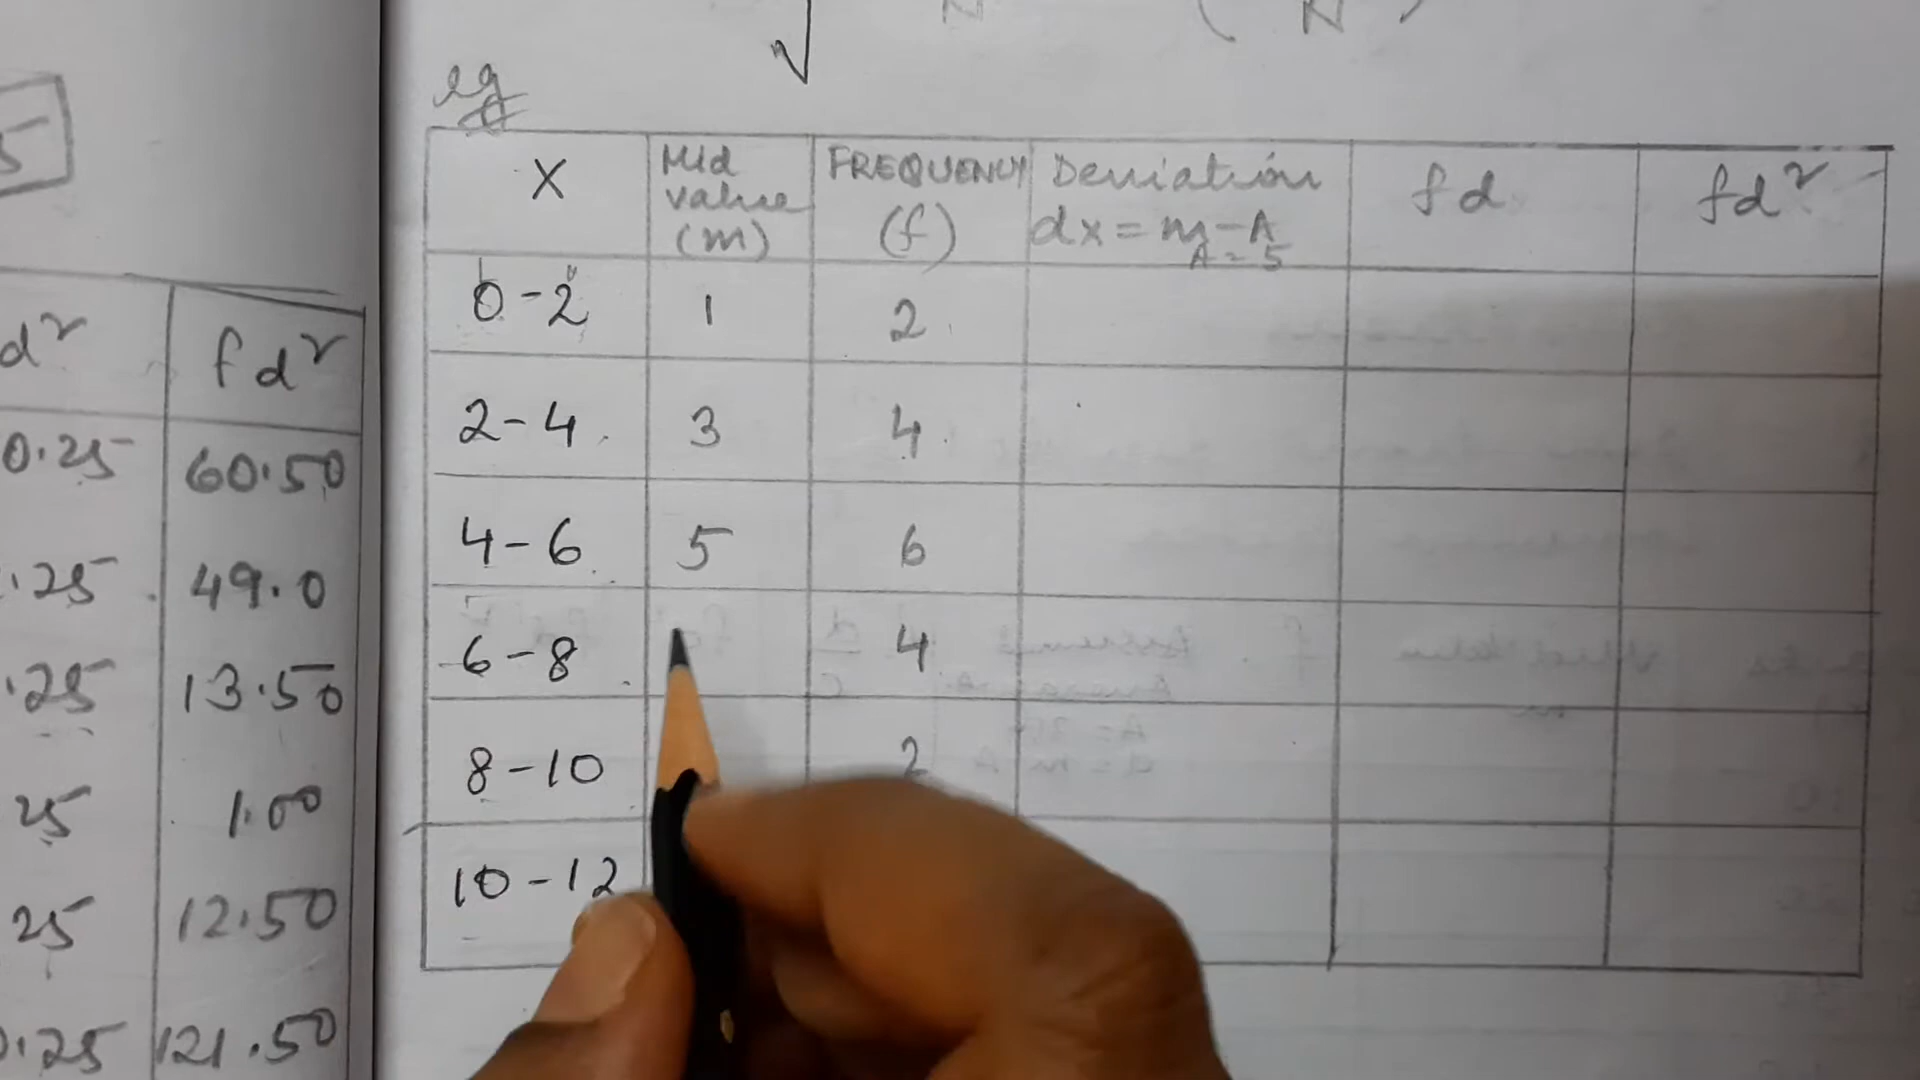 N
N
eg
X
Mid
value
(m)
FREQUENCY
(f)
Deviation
dx = m - A
A = 5
fd
fd²
0-2
1
2
2-4
3
4
4-6
5
6
6-8
4
8-10
2
10-12
5
d²
fd²
0.25
60.50
.25
49.0
.25
13.50
25
1.00
25
12.50
0.25
121.50